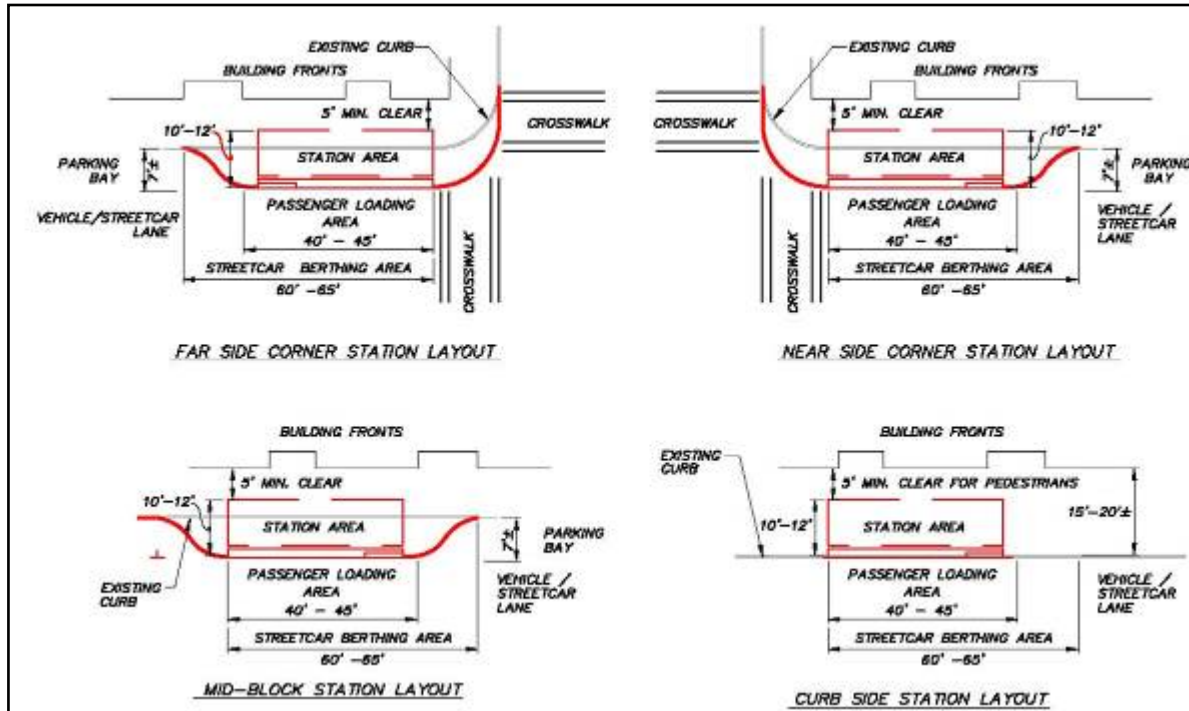 EXISTING CURB
BUILDING FRONTS
5' MIN. CLEAR
10'-12'
CROSSWALK
STATION AREA
PARKING
BAY
7'±
VEHICLE/STREETCAR
LANE
PASSENGER LOADING
AREA
40' - 45'
CROSSWALK
STREETCAR BERTHING AREA
60' -65'
FAR SIDE CORNER STATION LAYOUT
EXISTING CURB
BUILDING FRONTS
5' MIN. CLEAR
CROSSWALK
10'-12'
STATION AREA
PARKING
BAY
7'±
PASSENGER LOADING
AREA
40' - 45'
VEHICLE /
STREETCAR
LANE
CROSSWALK
STREETCAR BERTHING AREA
60' -65'
NEAR SIDE CORNER STATION LAYOUT
BUILDING FRONTS
5' MIN. CLEAR
10'-12'
STATION AREA
7'±
PARKING
BAY
EXISTING
CURB
PASSENGER LOADING
AREA
40' - 45'
VEHICLE /
STREETCAR
LANE
STREETCAR BERTHING AREA
60' -65'
MID-BLOCK STATION LAYOUT
BUILDING FRONTS
EXISTING
CURB
5' MIN. CLEAR FOR PEDESTRIANS
10'-12'
STATION AREA
15'-20'±
PASSENGER LOADING
AREA
40' - 45'
VEHICLE /
STREETCAR
LANE
STREETCAR BERTHING AREA
60' -65'
CURB SIDE STATION LAYOUT